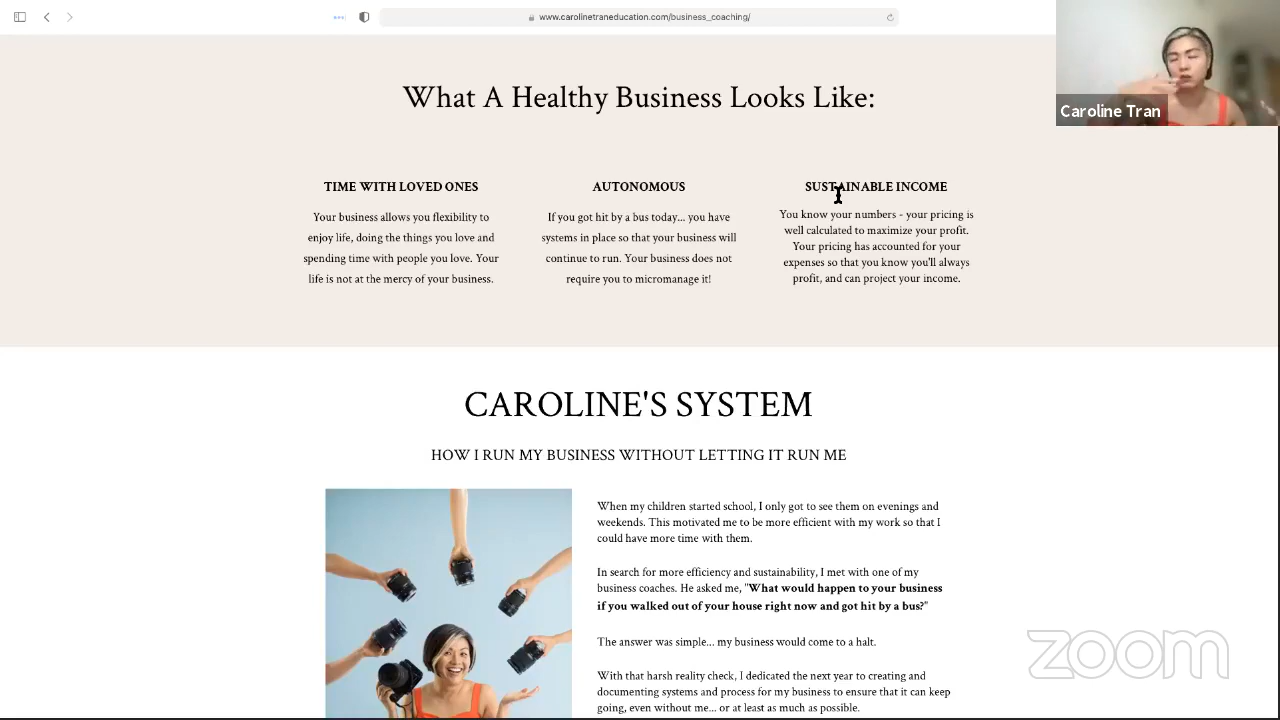 www.carolinetraneducation.com/business_coaching/
Caroline Tran
What A Healthy Business Looks Like:
TIME WITH LOVED ONES
Your business allows you flexibility to
enjoy life, doing the things you love and
spending time with people you love. Your
life is not at the mercy of your business.
AUTONOMOUS
If you got hit by a bus today... you have
systems in place so that your business will
continue to run. Your business does not
require you to micromanage it!
SUSTAINABLE INCOME
You know your numbers - your pricing is
well calculated to maximize your profit.
Your pricing has accounted for your
expenses so that you know you'll always
profit, and can project your income.
CAROLINE'S SYSTEM
HOW I RUN MY BUSINESS WITHOUT LETTING IT RUN ME
When my children started school, I only got to see them on evenings and
weekends. This motivated me to be more efficient with my work so that I
could have more time with them.
In search for more efficiency and sustainability, I met with one of my
business coaches. He asked me, "What would happen to your business
if you walked out of your house right now and got hit by a bus?"
The answer was simple... my business would come to a halt.
With that harsh reality check, I dedicated the next year to creating and
documenting systems and process for my business to ensure that it can keep
going, even without me... or at least as much as possible.
zoom